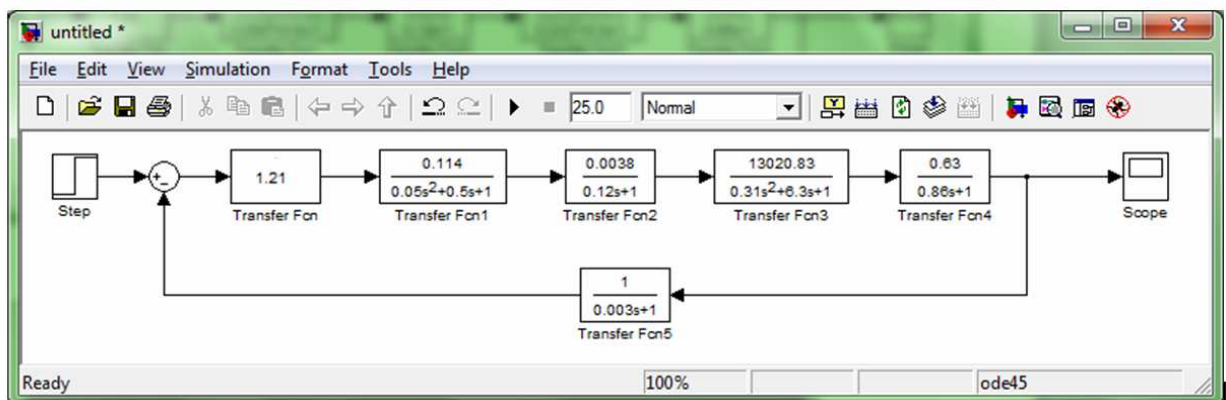 untitled *
File Edit View Simulation Format Tools Help
25.0 Normal
1.21
Transfer Fcn
0.114
0.05s²+0.5s+1
Transfer Fcn1
0.0038
0.12s+1
Transfer Fcn2
13020.83
0.31s²+6.3s+1
Transfer Fcn3
0.63
0.86s+1
Transfer Fcn4
Step
Scope
1
0.003s+1
Transfer Fcn5
Ready 100% ode45